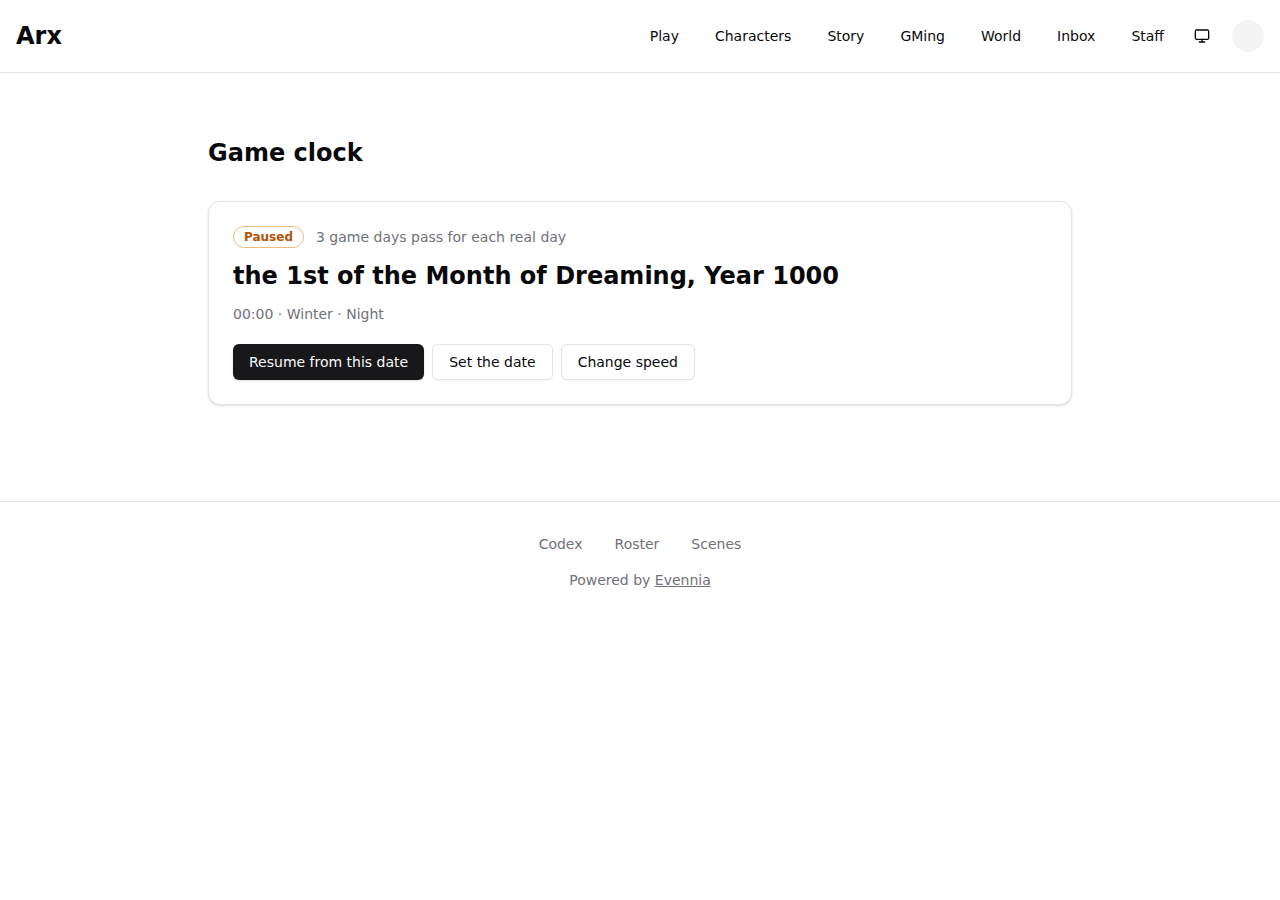 Arx
Play Characters Story GMing World Inbox Staff
Game clock
Paused 3 game days pass for each real day
the 1st of the Month of Dreaming, Year 1000
00:00 · Winter · Night
Resume from this date Set the date Change speed
Codex Roster Scenes
Powered by Evennia